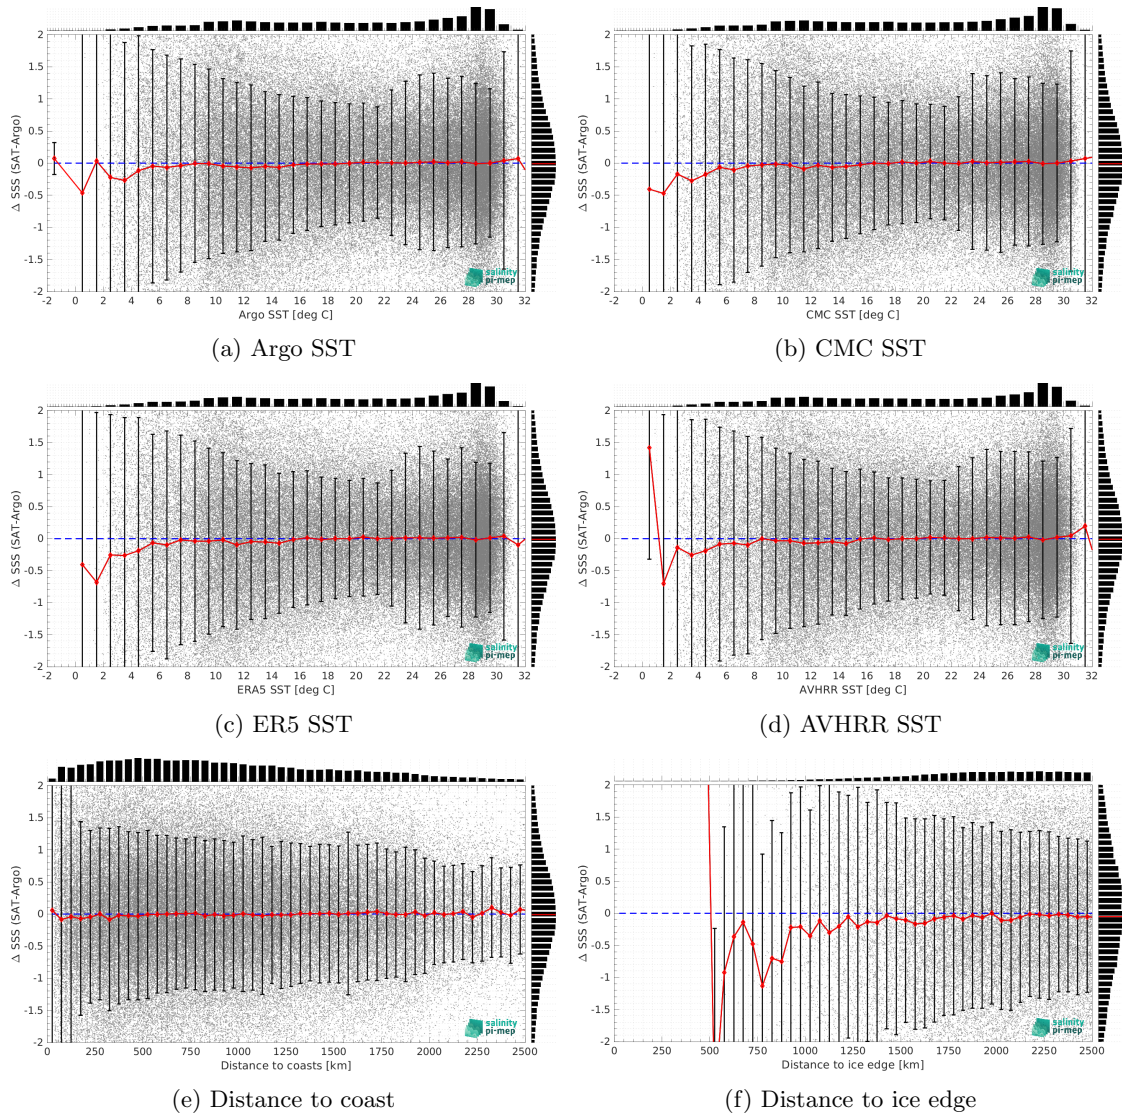 2
1.5
1
0.5
0
-0.5
-1
-1.5
-2
Δ SSS (SAT-Argo)
salinity
pi-mep
-2 0 2 4 6 8 10 12 14 16 18 20 22 24 26 28 30 32
Argo SST [deg C]
(a) Argo SST
2
1.5
1
0.5
0
-0.5
-1
-1.5
-2
Δ SSS (SAT-Argo)
salinity
pi-mep
-2 0 2 4 6 8 10 12 14 16 18 20 22 24 26 28 30 32
CMC SST [deg C]
(b) CMC SST
2
1.5
1
0.5
0
-0.5
-1
-1.5
-2
Δ SSS (SAT-Argo)
salinity
pi-mep
-2 0 2 4 6 8 10 12 14 16 18 20 22 24 26 28 30 32
ERA5 SST [deg C]
(c) ER5 SST
2
1.5
1
0.5
0
-0.5
-1
-1.5
-2
Δ SSS (SAT-Argo)
salinity
pi-mep
-2 0 2 4 6 8 10 12 14 16 18 20 22 24 26 28 30 32
AVHRR SST [deg C]
(d) AVHRR SST
2
1.5
1
0.5
0
-0.5
-1
-1.5
-2
Δ SSS (SAT-Argo)
salinity
pi-mep
0 250 500 750 1000 1250 1500 1750 2000 2250 2500
Distance to coasts [km]
(e) Distance to coast
2
1.5
1
0.5
0
-0.5
-1
-1.5
-2
Δ SSS (SAT-Argo)
salinity
pi-mep
0 250 500 750 1000 1250 1500 1750 2000 2250 2500
Distance to ice edge [km]
(f) Distance to ice edge